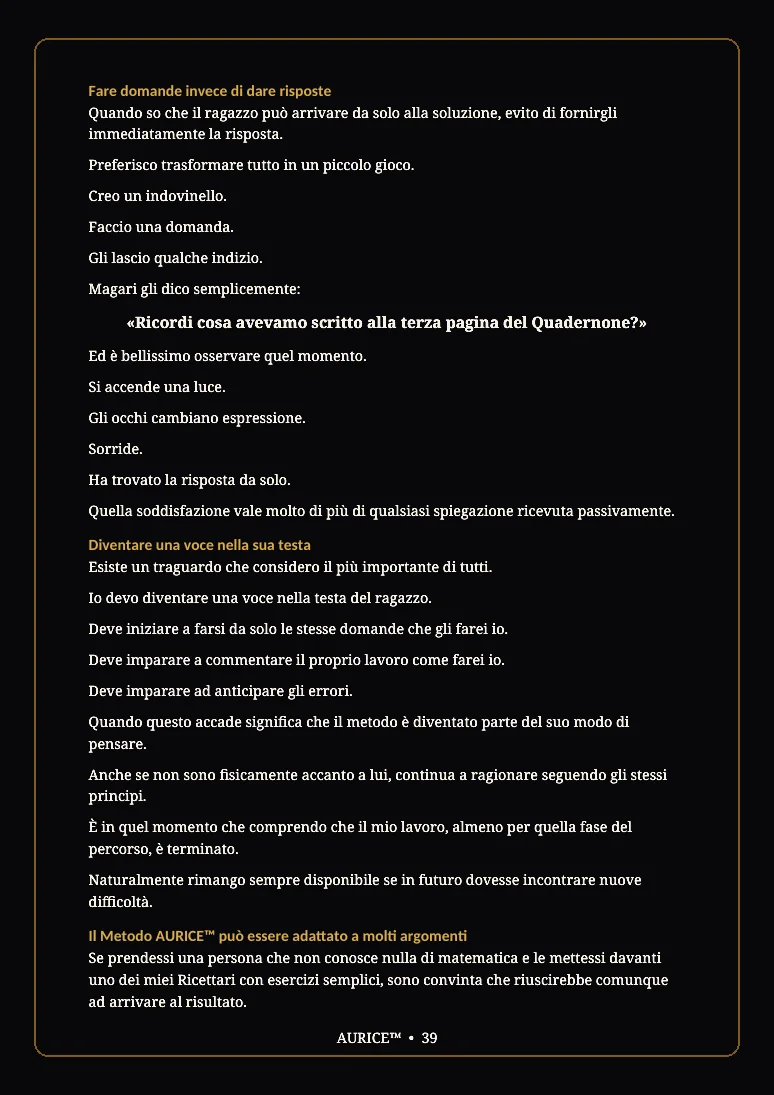 Fare domande invece di dare risposte
Quando so che il ragazzo può arrivare da solo alla soluzione, evito di fornirgli
immediatamente la risposta.
Preferisco trasformare tutto in un piccolo gioco.
Creo un indovinello.
Faccio una domanda.
Gli lascio qualche indizio.
Magari gli dico semplicemente:
«Ricordi cosa avevamo scritto alla terza pagina del Quadernone?»
Ed è bellissimo osservare quel momento.
Si accende una luce.
Gli occhi cambiano espressione.
Sorride.
Ha trovato la risposta da solo.
Quella soddisfazione vale molto di più di qualsiasi spiegazione ricevuta passivamente.
Diventare una voce nella sua testa
Esiste un traguardo che considero il più importante di tutti.
Io devo diventare una voce nella testa del ragazzo.
Deve iniziare a farsi da solo le stesse domande che gli farei io.
Deve imparare a commentare il proprio lavoro come farei io.
Deve imparare ad anticipare gli errori.
Quando questo accade significa che il metodo è diventato parte del suo modo di
pensare.
Anche se non sono fisicamente accanto a lui, continua a ragionare seguendo gli stessi
principi.
È in quel momento che comprendo che il mio lavoro, almeno per quella fase del
percorso, è terminato.
Naturalmente rimango sempre disponibile se in futuro dovesse incontrare nuove
difficoltà.
Il Metodo AURICE™ può essere adattato a molti argomenti
Se prendessi una persona che non conosce nulla di matematica e le mettessi davanti
uno dei miei Ricettari con esercizi semplici, sono convinta che riuscirebbe comunque
ad arrivare al risultato.
AURICE™ • 39